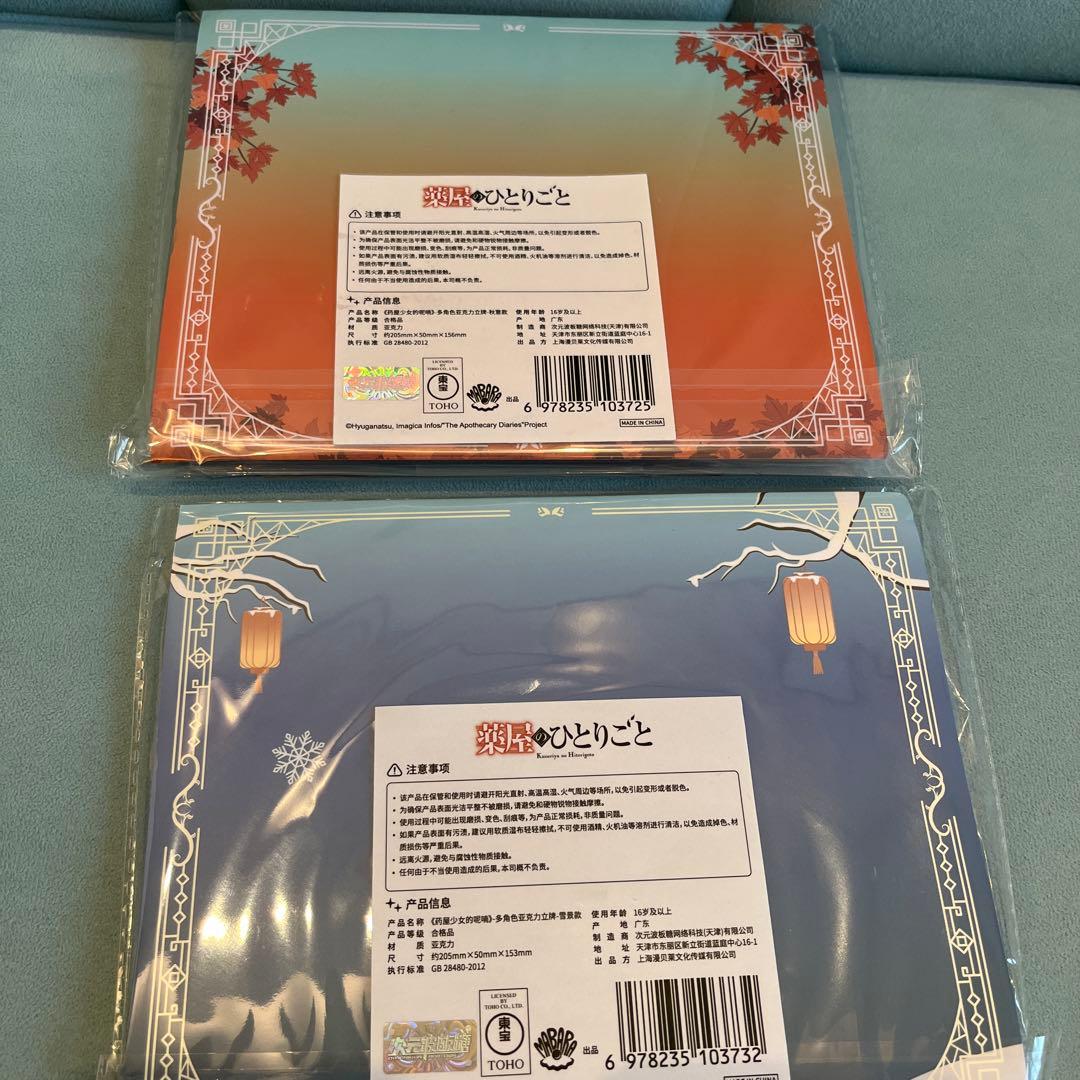 薬屋のひとりごと
Kusuriya no Hitorigoto
注意事项
• 该产品在保管和使用时请避开阳光直射、高温高湿、火气周边等场所，以免引起变形或者脱色。
• 为确保产品表面光洁平整不被磨损，请避免和硬物锐物接触摩擦。
• 使用过程中可能出现磨损、变色、刮痕等，为产品正常损耗，非质量问题。
• 如果产品表面有污渍，建议用软质湿布轻轻擦拭，不可使用酒精、火机油等溶剂进行清洁，以免造成掉色、材
质损伤等严重后果。
• 远离火源，避免与腐蚀性物质接触。
• 任何由于不当使用造成的后果，本司概不负责。
产品信息
产品名称 《药屋少女的呢喃》-多角色亚克力立牌-秋意款 使用年龄 16岁及以上
产品等级 合格品 产 地 广东
材 质 亚克力 制 造 商 次元波板糖网络科技(天津)有限公司
尺 寸 约205mm×50mm×156mm 地 址 天津市东丽区新立街道蓝庭中心16-1
执行标准 GB 28480-2012 出 品 方 上海漫贝莱文化传媒有限公司
LICENSED
BY
TOHO CO., LTD.
東宝
TOHO
MABARA
出品
6 978235 103725
©Hyuganatsu, Imagica Infos/"The Apothecary Diaries"Project
MADE IN CHINA
薬屋のひとりごと
Kusuriya no Hitorigoto
注意事项
• 该产品在保管和使用时请避开阳光直射、高温高湿、火气周边等场所，以免引起变形或者脱色。
• 为确保产品表面光洁平整不被磨损，请避免和硬物锐物接触摩擦。
• 使用过程中可能出现磨损、变色、刮痕等，为产品正常损耗，非质量问题。
• 如果产品表面有污渍，建议用软质湿布轻轻擦拭，不可使用酒精、火机油等溶剂进行清洁，以免造成掉色、材
质损伤等严重后果。
• 远离火源，避免与腐蚀性物质接触。
• 任何由于不当使用造成的后果，本司概不负责。
产品信息
产品名称 《药屋少女的呢喃》-多角色亚克力立牌-雪景款 使用年龄 16岁及以上
产品等级 合格品 产 地 广东
材 质 亚克力 制 造 商 次元波板糖网络科技(天津)有限公司
尺 寸 约205mm×50mm×153mm 地 址 天津市东丽区新立街道蓝庭中心16-1
执行标准 GB 28480-2012 出 品 方 上海漫贝莱文化传媒有限公司
次元波板糖
LICENSED
BY
TOHO CO., LTD.
東宝
TOHO
MABARA
出品
6 978235 103732
MADE IN CHINA